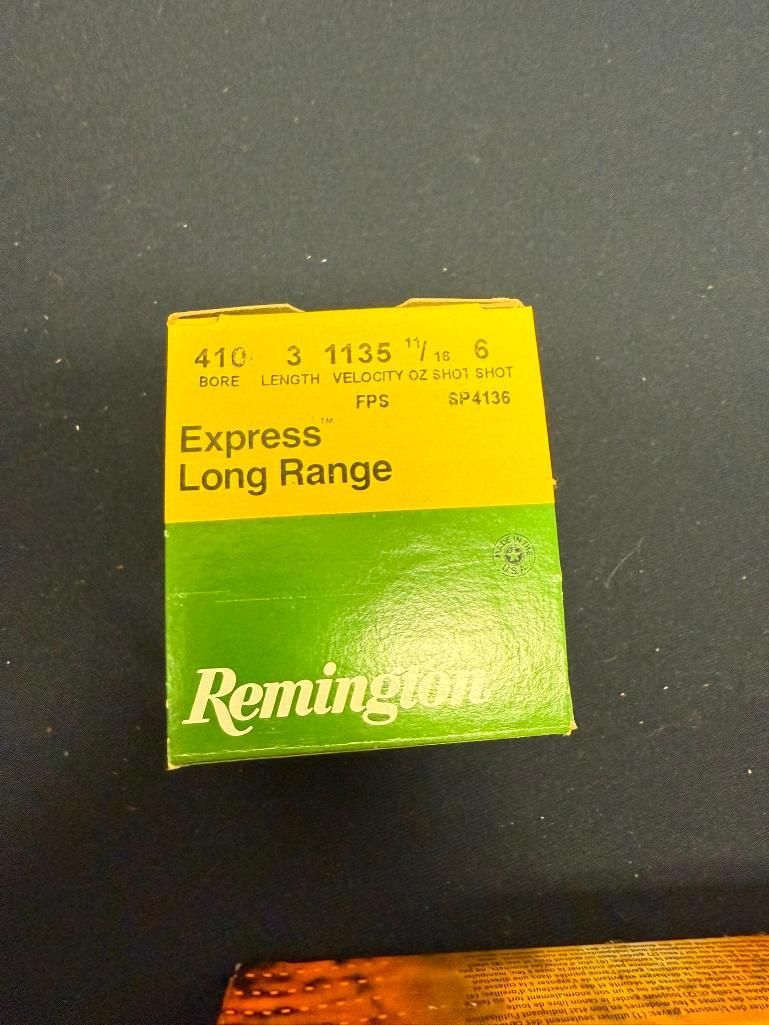 410 3 1135 11/16 6
BORE LENGTH VELOCITY OZ SHOT SHOT
FPS SP4136
Express™
Long Range
MADE IN THE
U.S.A.
Remington